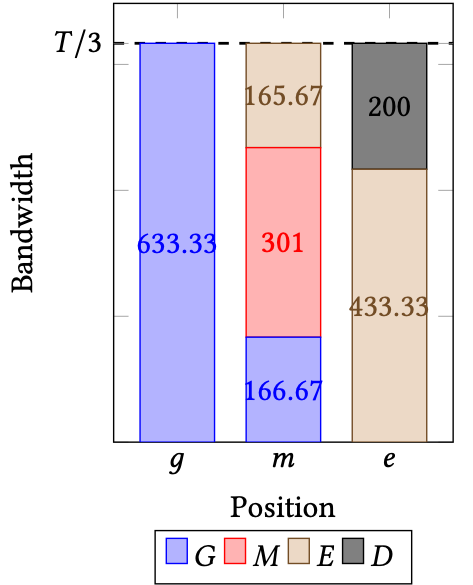 T/3
165.67
200
301
633.33
433.33
166.67
Bandwidth
g m e
Position
G M E D